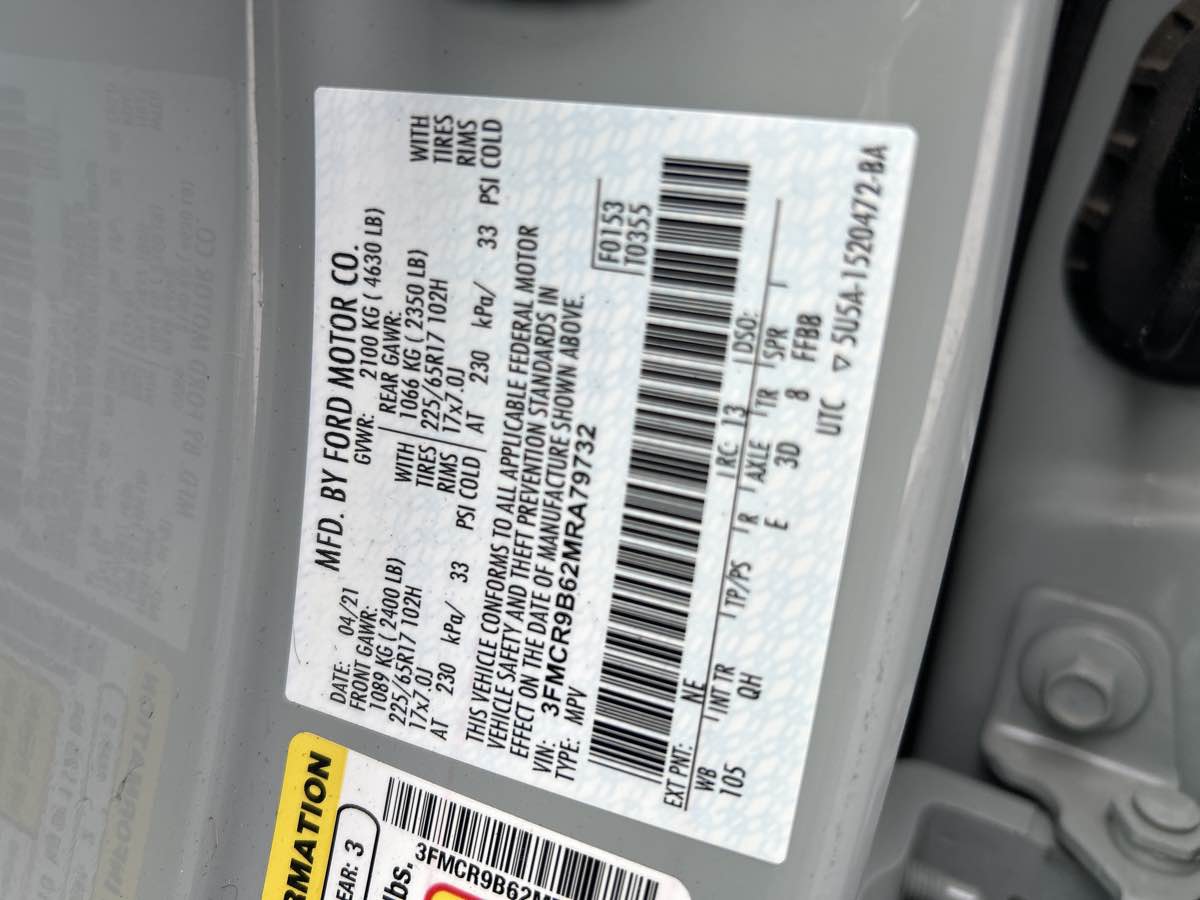 MFD. BY FORD MOTOR CO.
DATE: 04/21 GVWR: 2100 KG ( 4630 LB)
FRONT GAWR: REAR GAWR:
1089 KG ( 2400 LB) WITH 1066 KG ( 2350 LB) WITH
225/65R17 102H TIRES 225/65R17 102H TIRES
17x7.0J RIMS 17x7.0J RIMS
AT 230 kPa/ 33 PSI COLD AT 230 kPa/ 33 PSI COLD
THIS VEHICLE CONFORMS TO ALL APPLICABLE FEDERAL MOTOR
VEHICLE SAFETY AND THEFT PREVENTION STANDARDS IN
EFFECT ON THE DATE OF MANUFACTURE SHOWN ABOVE.
VIN: 3FMCR9B62MRA79732
TYPE: MPV
F0153
T0355
EXT PNT: NE RC: 13 DSO:
WB INT TR TP/PS R AXLE TR SPR
105 QH E 3D 8 FFBB
UTC ▽ 5U5A-1520472-BA
RMATION
EAR: 3
lbs.
3FMCR9B62M